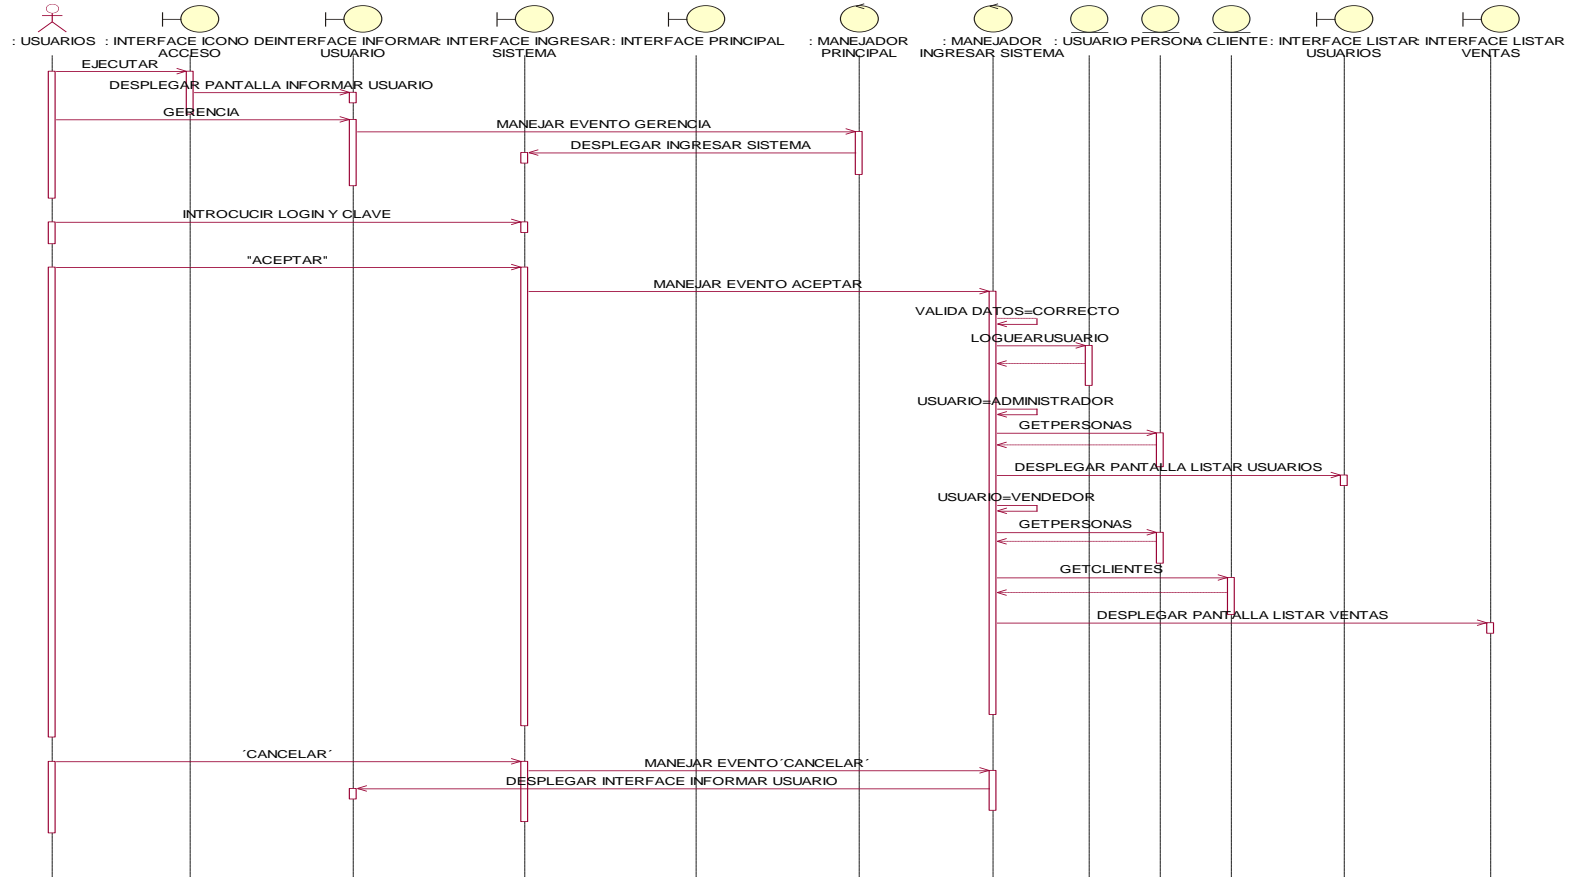 : USUARIOS
: INTERFACE ICONO DE
ACCESO
INTERFACE INFORMAR
USUARIO
: INTERFACE INGRESAR
SISTEMA
: INTERFACE PRINCIPAL
: MANEJADOR
PRINCIPAL
: MANEJADOR
INGRESAR SISTEMA
: USUARIO
: PERSONA
: CLIENTE
: INTERFACE LISTAR
USUARIOS
: INTERFACE LISTAR
VENTAS
EJECUTAR
DESPLEGAR PANTALLA INFORMAR USUARIO
GERENCIA
MANEJAR EVENTO GERENCIA
DESPLEGAR INGRESAR SISTEMA
INTROCUCIR LOGIN Y CLAVE
"ACEPTAR"
MANEJAR EVENTO ACEPTAR
VALIDA DATOS=CORRECTO
LOGUEARUSUARIO
USUARIO=ADMINISTRADOR
GETPERSONAS
DESPLEGAR PANTALLA LISTAR USUARIOS
USUARIO=VENDEDOR
GETPERSONAS
GETCLIENTES
DESPLEGAR PANTALLA LISTAR VENTAS
´CANCELAR´
MANEJAR EVENTO´CANCELAR´
DESPLEGAR INTERFACE INFORMAR USUARIO